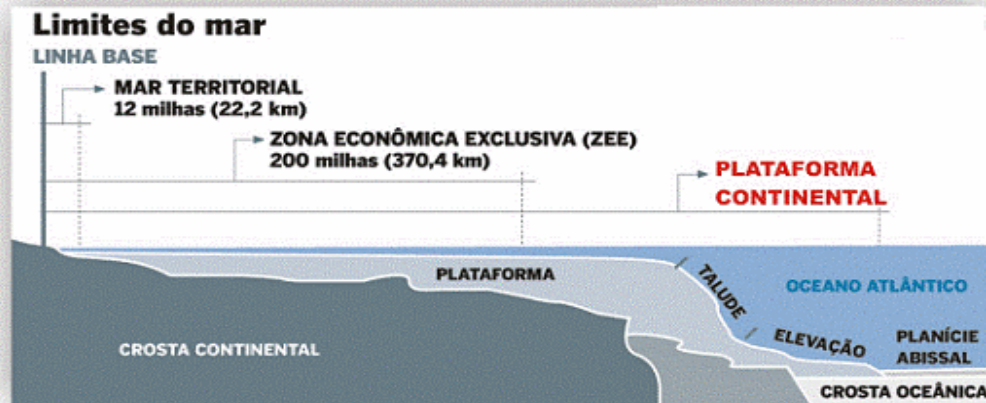 Limites do mar
LINHA BASE
MAR TERRITORIAL
12 milhas (22,2 km)
ZONA ECONÔMICA EXCLUSIVA (ZEE)
200 milhas (370,4 km)
PLATAFORMA
CONTINENTAL
PLATAFORMA
TALUDE
OCEANO ATLÂNTICO
ELEVAÇÃO
PLANÍCIE
ABISSAL
CROSTA CONTINENTAL
CROSTA OCEÂNICA